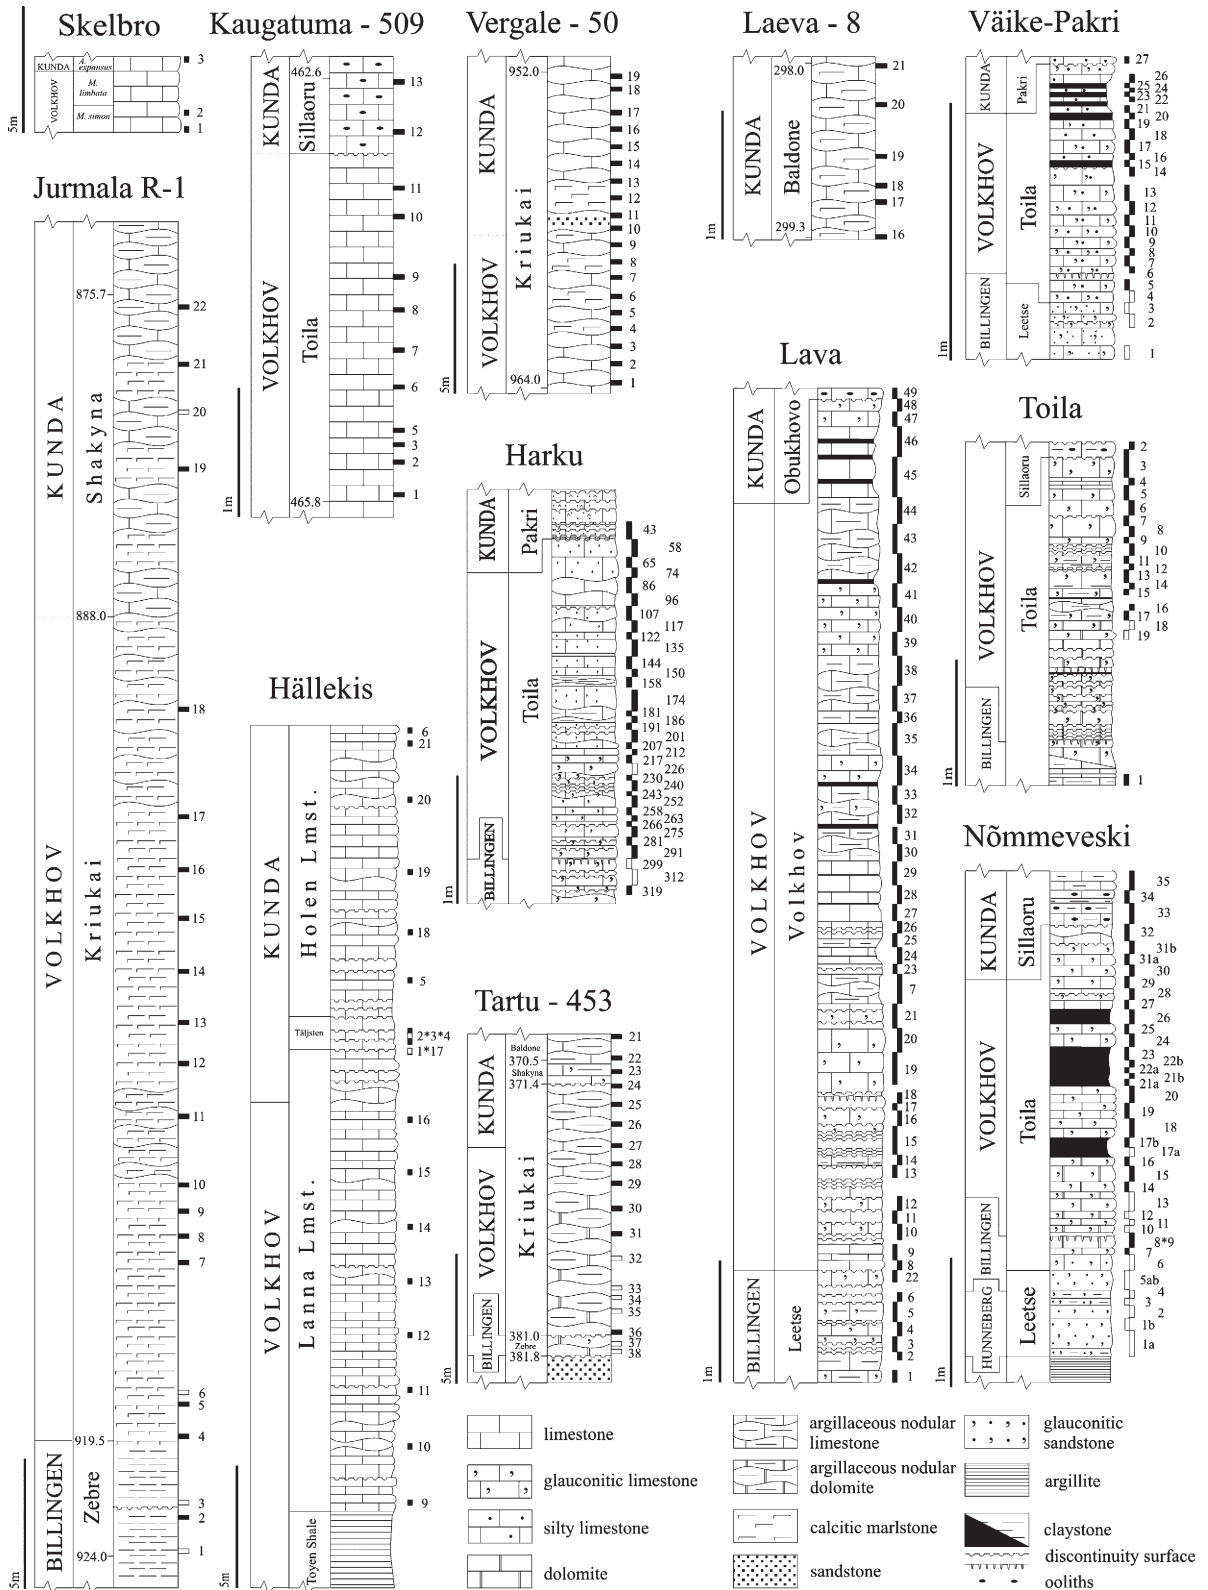 Skelbro
3
KUNDA
A. expansus
VOLKHOV
M. limbata
M. simon
2
1
5m
Jurmala R-1
875.7
22
21
20
19
KUNDA
Shakyna
888.0
18
17
16
15
14
13
12
11
10
9
8
7
6
5
4
VOLKHOV
Kriukai
919.5
BILLINGEN
Zebre
3
2
1
924.0
5m
Kaugatuma - 509
KUNDA
Sillaoru
462.6
13
12
VOLKHOV
Toila
11
10
9
8
7
6
5
3
2
1
465.8
1m
Hällekis
6
21
20
19
18
5
KUNDA
Holen Lmst.
Täljsten
2*3*4
1*17
16
15
14
13
12
11
10
9
VOLKHOV
Lanna Lmst.
Toyen Shale
5m
Vergale - 50
952.0
KUNDA
VOLKHOV
Kriukai
19
18
17
16
15
14
13
12
11
10
9
8
7
6
5
4
3
2
1
964.0
5m
Harku
KUNDA
Pakri
VOLKHOV
Toila
BILLINGEN
43
58
65
74
86
96
107
117
122
135
144
150
158
174
181
186
191
201
207
212
217
226
230
240
243
252
258
263
266
275
281
291
299
312
319
1m
Tartu - 453
KUNDA
Baldone
370.5
Shakyna
371.4
VOLKHOV
Kriukai
BILLINGEN
381.0
Zebre
381.8
21
22
23
24
25
26
27
28
29
30
31
32
33
34
35
36
37
38
5m
Laeva - 8
298.0
KUNDA
Baldone
299.3
21
20
19
18
17
16
1m
Lava
KUNDA
Obukhovo
VOLKHOV
Volkhov
BILLINGEN
Leetse
49
48
47
46
45
44
43
42
41
40
39
38
37
36
35
34
33
32
31
30
29
28
27
26
25
24
23
7
21
20
19
18
17
16
15
14
13
12
11
10
9
8
22
6
5
4
3
2
1
1m
Väike-Pakri
KUNDA
Pakri
VOLKHOV
Toila
BILLINGEN
Leetse
27
26
25
24
23
22
21
20
19
18
17
16
15
14
13
12
11
10
9
8
7
6
5
4
3
2
1
1m
Toila
Sillaoru
VOLKHOV
Toila
BILLINGEN
2
3
4
5
6
7
8
9
10
11
12
13
14
15
16
17
18
19
1
1m
Nõmmeveski
KUNDA
Sillaoru
VOLKHOV
Toila
BILLINGEN
HUNNEBERG
Leetse
35
34
33
32
31b
31a
30
29
28
27
26
25
24
23
22b
22a
21b
21a
20
19
18
17b
17a
16
15
14
13
12
11
10
8*9
7
6
5ab
4
3
2
1b
1a
1m
limestone
glauconitic limestone
silty limestone
dolomite
argillaceous nodular
limestone
argillaceous nodular
dolomite
calcitic marlstone
sandstone
glauconitic
sandstone
argillite
claystone
discontinuity surface
ooliths